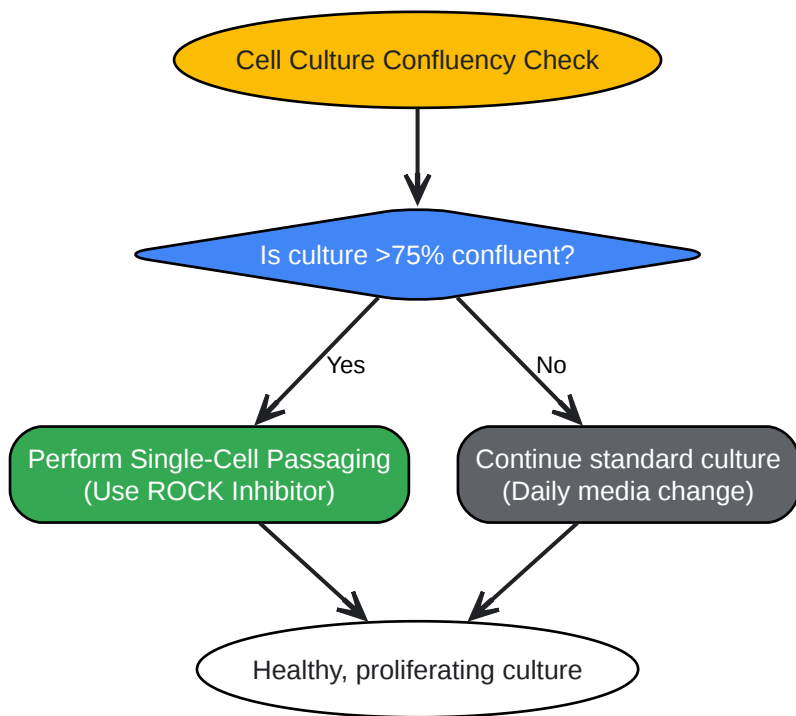 Cell Culture Confluency Check
Is culture >75% confluent?
Yes
No
Perform Single-Cell Passaging
(Use ROCK Inhibitor)
Continue standard culture
(Daily media change)
Healthy, proliferating culture